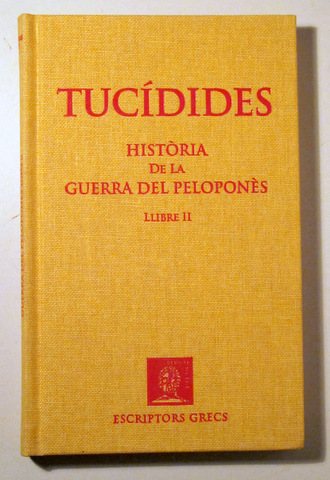 TUCÍDIDES
HISTÒRIA
DE LA
GUERRA DEL PELOPONÈS
LLIBRE II
ESCRIPTORS GRECS